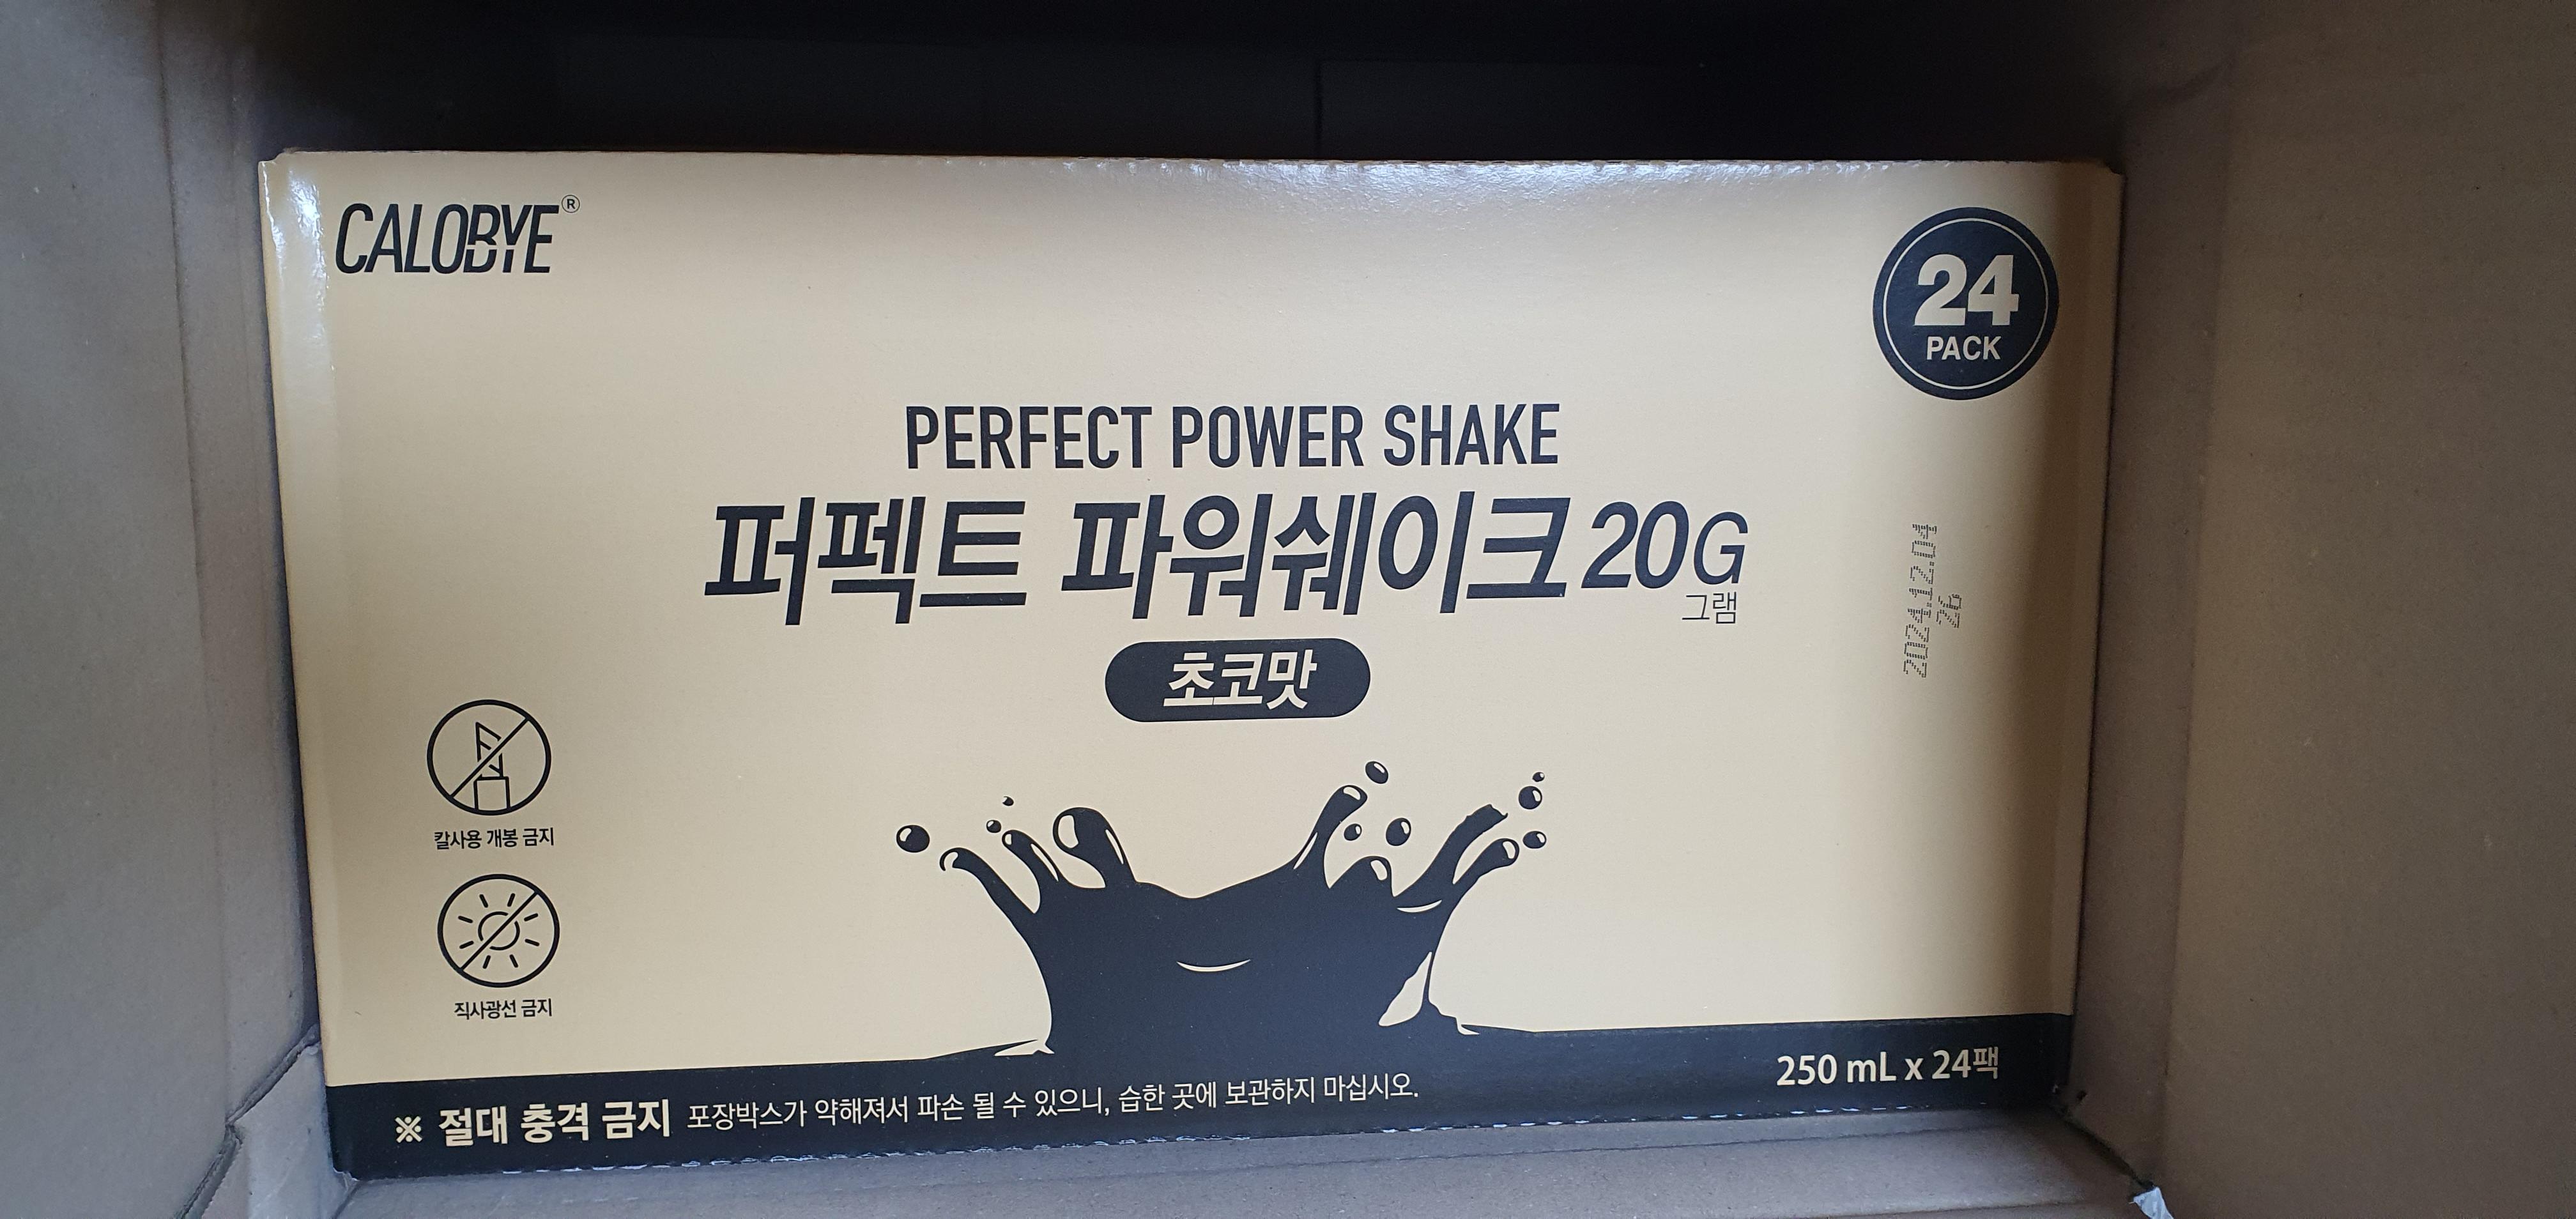 CALOBYE®
24
PACK
PERFECT POWER SHAKE
퍼펙트 파워쉐이크 20G
그램
초코맛
2024.12.04
칼사용 개봉 금지
직사광선 금지
250 mL x 24팩
※ 절대 충격 금지 포장박스가 약해져서 파손 될 수 있으니, 습한 곳에 보관하지 마십시오.